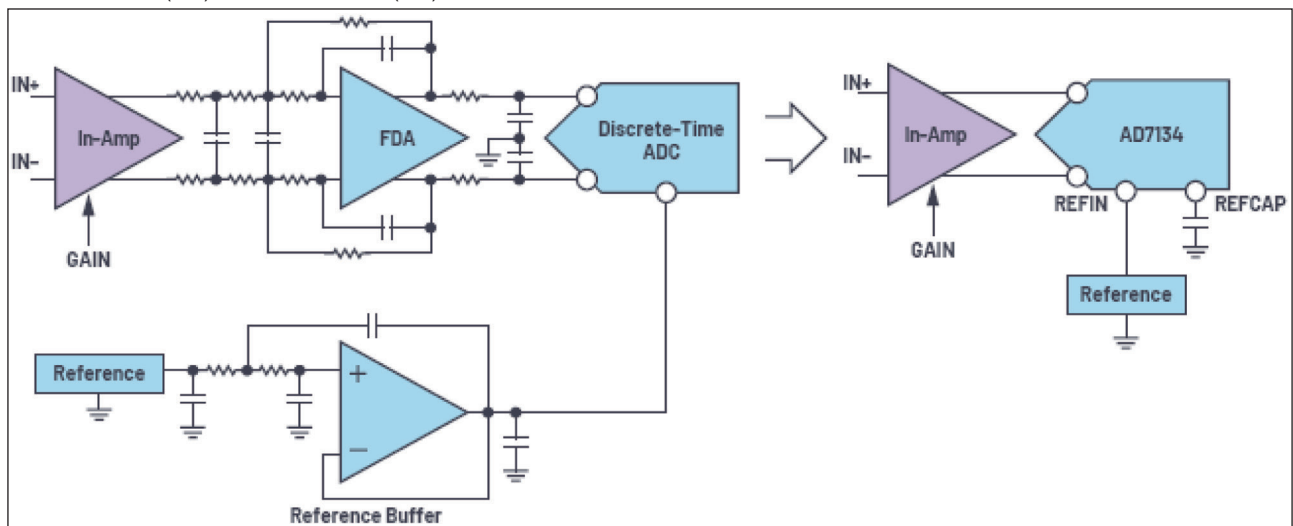 IN+
IN−
In-Amp
GAIN
FDA
Discrete-Time
ADC
Reference
+
−
Reference Buffer
IN+
IN−
In-Amp
GAIN
AD7134
REFIN
REFCAP
Reference